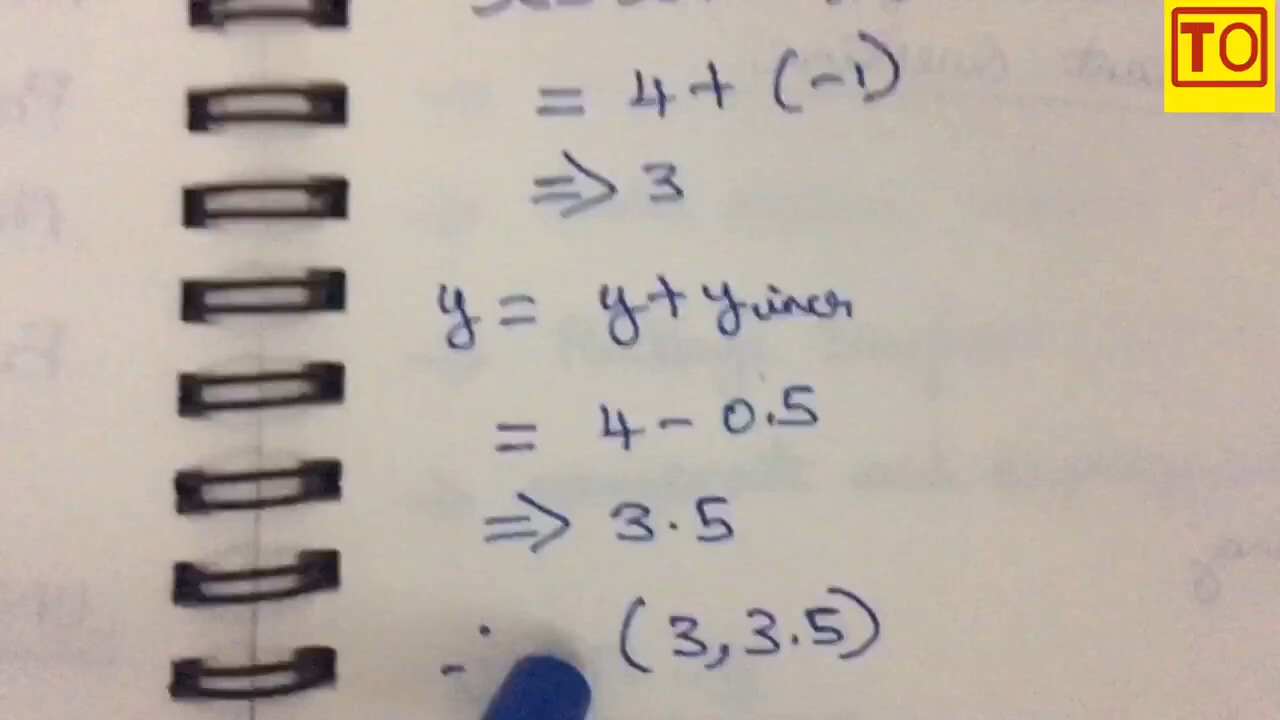 TO
= 4 + (-1)
=> 3
y = y + yincr
= 4 - 0.5
=> 3.5
(3, 3.5)